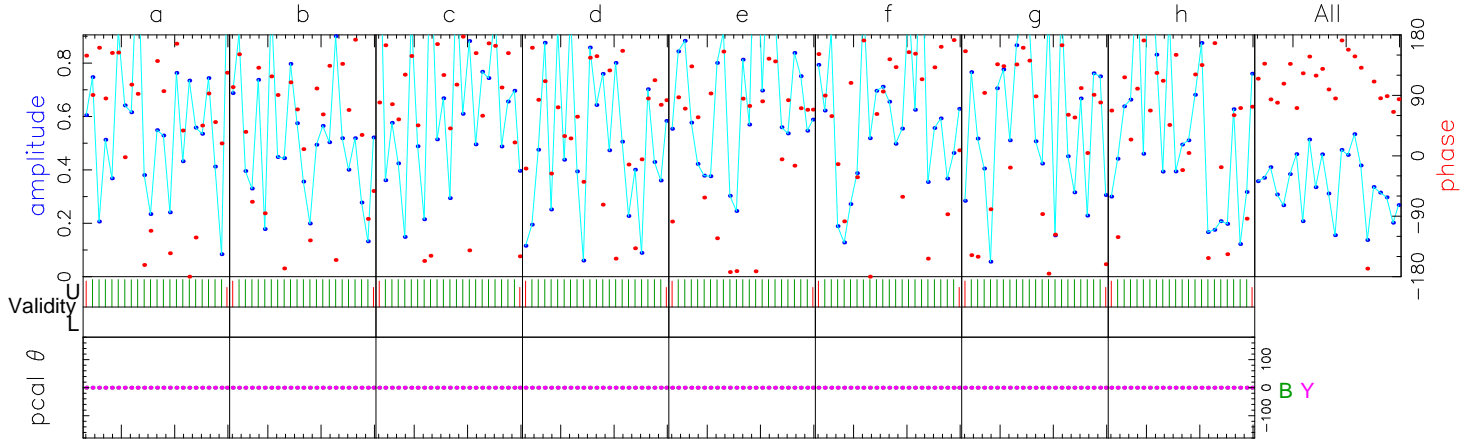 a b c d e f g h All
amplitude
0 0.2 0.4 0.6 0.8
phase
−180 −90 0 90 180
Validity
U
L
pcal θ
−100 0 100
B Y